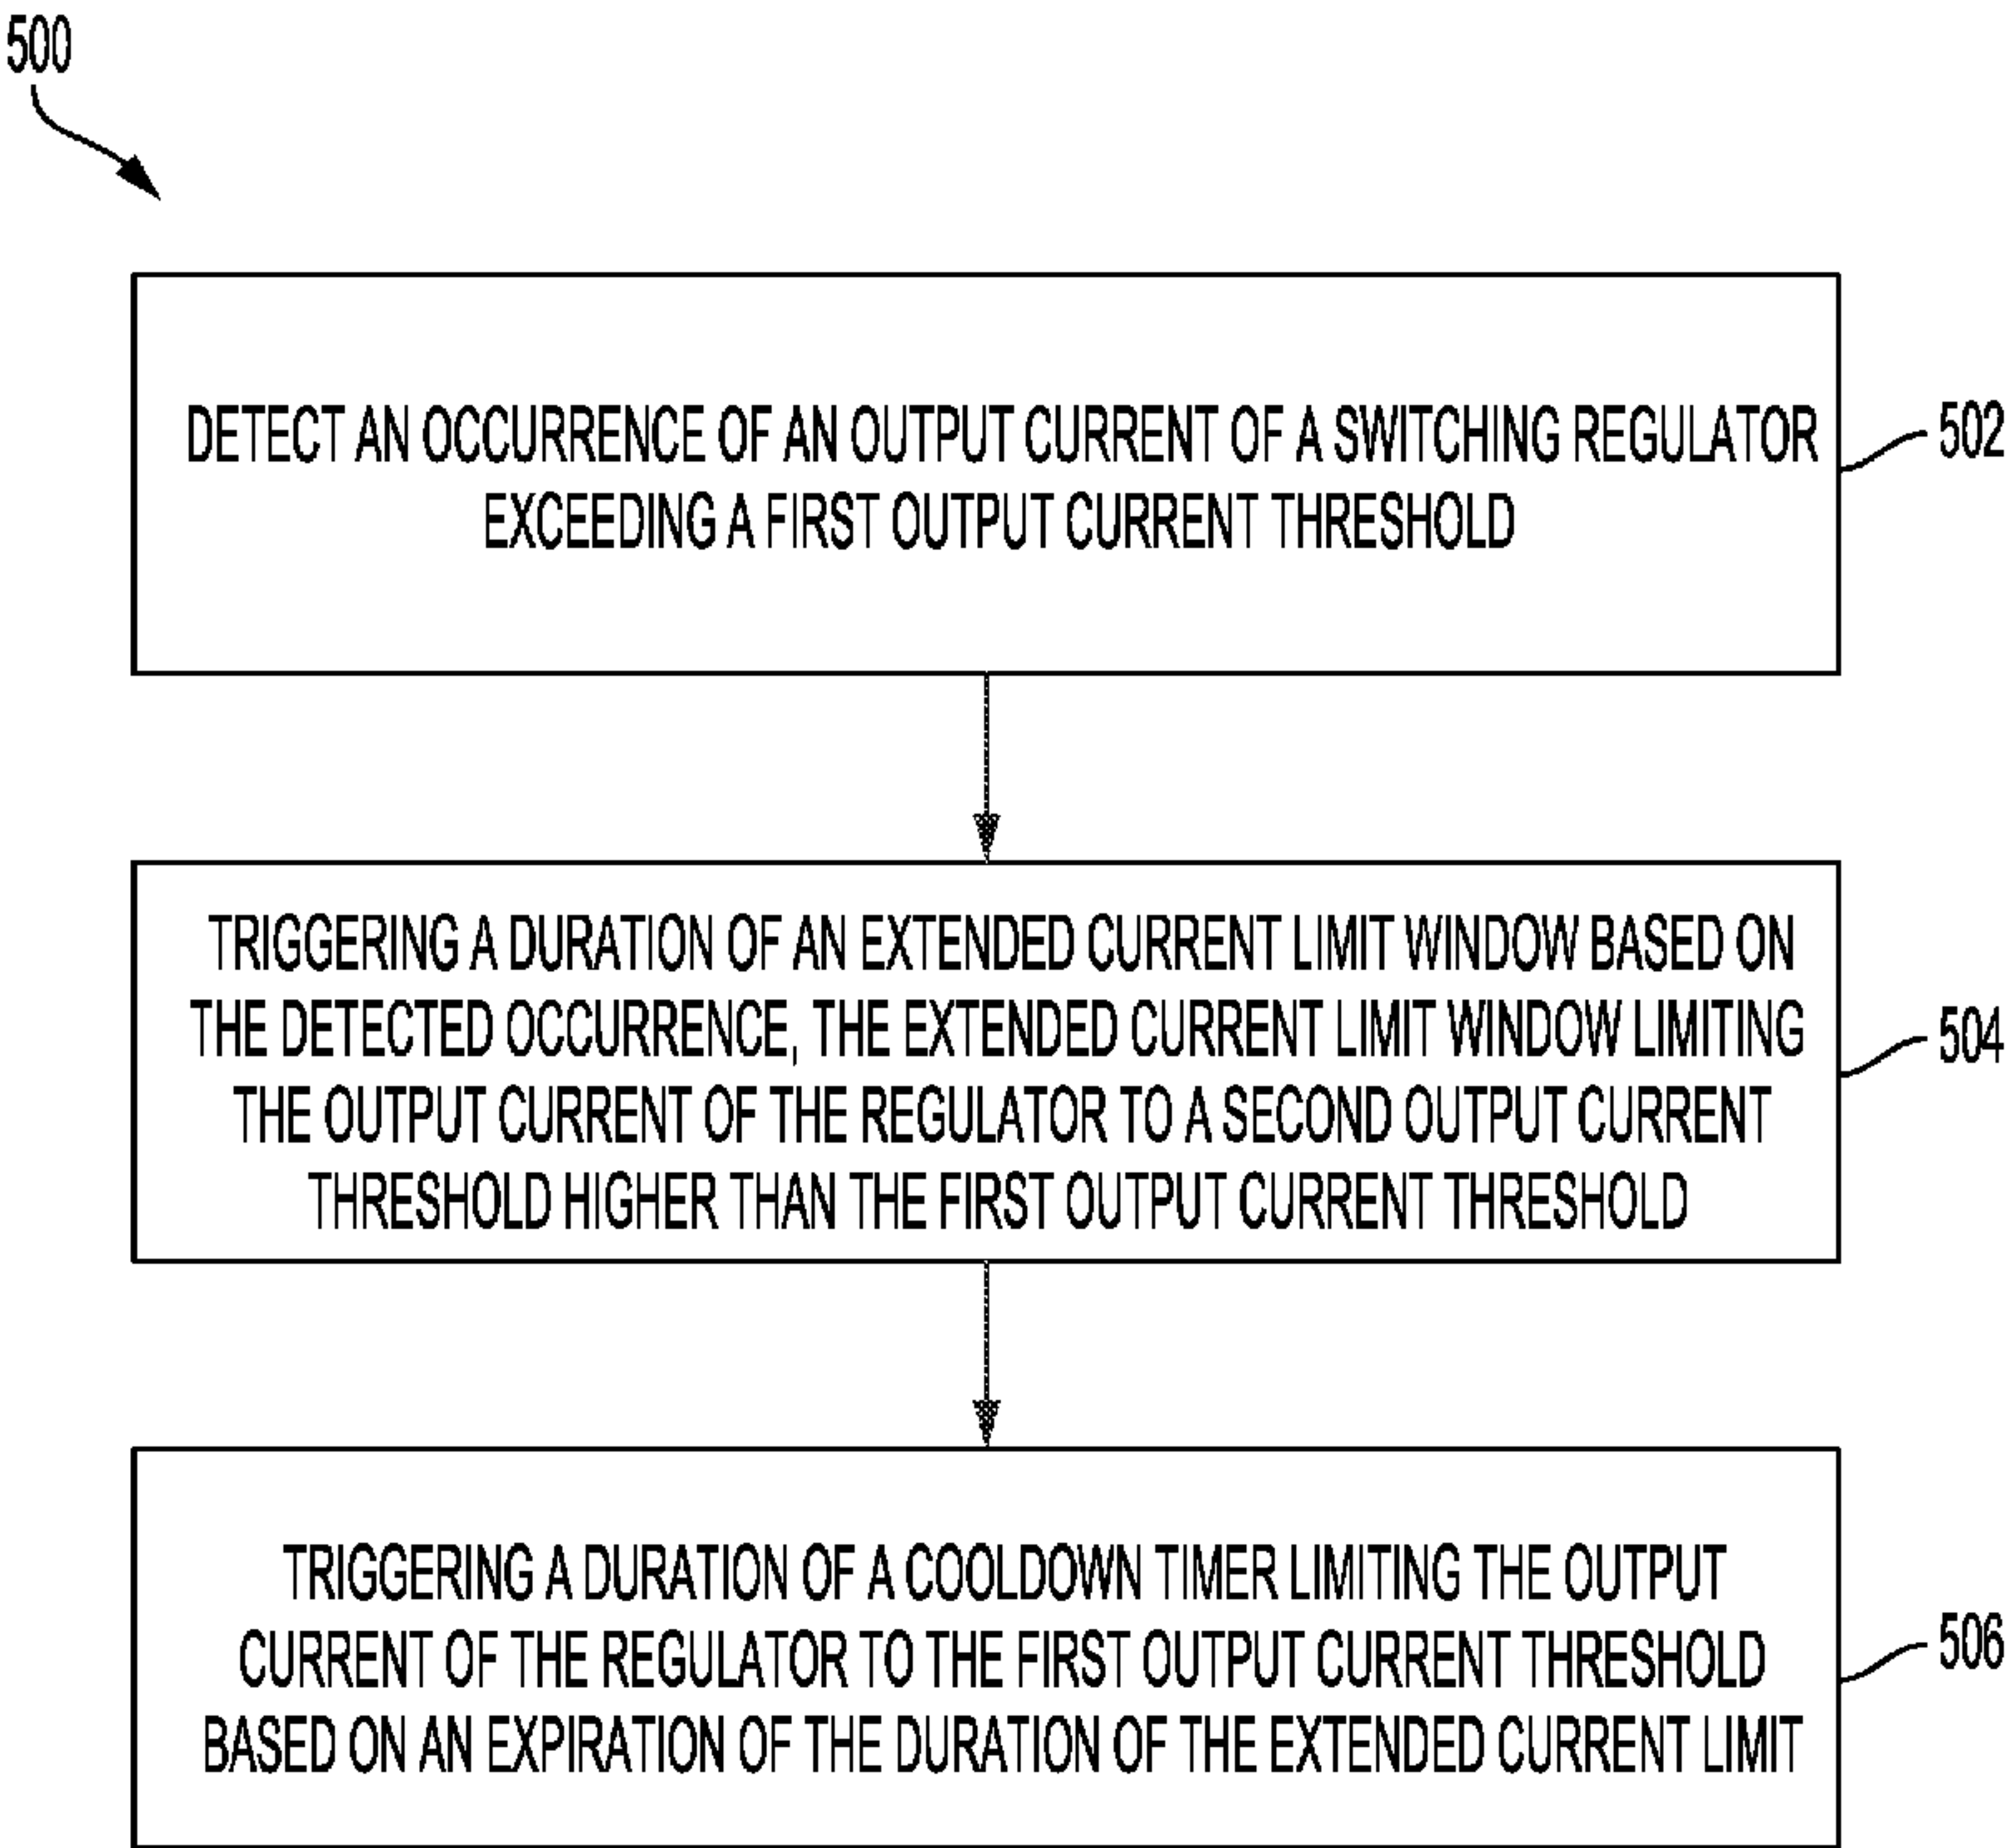 500
DETECT AN OCCURRENCE OF AN OUTPUT CURRENT OF A SWITCHING REGULATOR
EXCEEDING A FIRST OUTPUT CURRENT THRESHOLD
502
TRIGGERING A DURATION OF AN EXTENDED CURRENT LIMIT WINDOW BASED ON
THE DETECTED OCCURRENCE, THE EXTENDED CURRENT LIMIT WINDOW LIMITING
THE OUTPUT CURRENT OF THE REGULATOR TO A SECOND OUTPUT CURRENT
THRESHOLD HIGHER THAN THE FIRST OUTPUT CURRENT THRESHOLD
504
TRIGGERING A DURATION OF A COOLDOWN TIMER LIMITING THE OUTPUT
CURRENT OF THE REGULATOR TO THE FIRST OUTPUT CURRENT THRESHOLD
BASED ON AN EXPIRATION OF THE DURATION OF THE EXTENDED CURRENT LIMIT
506